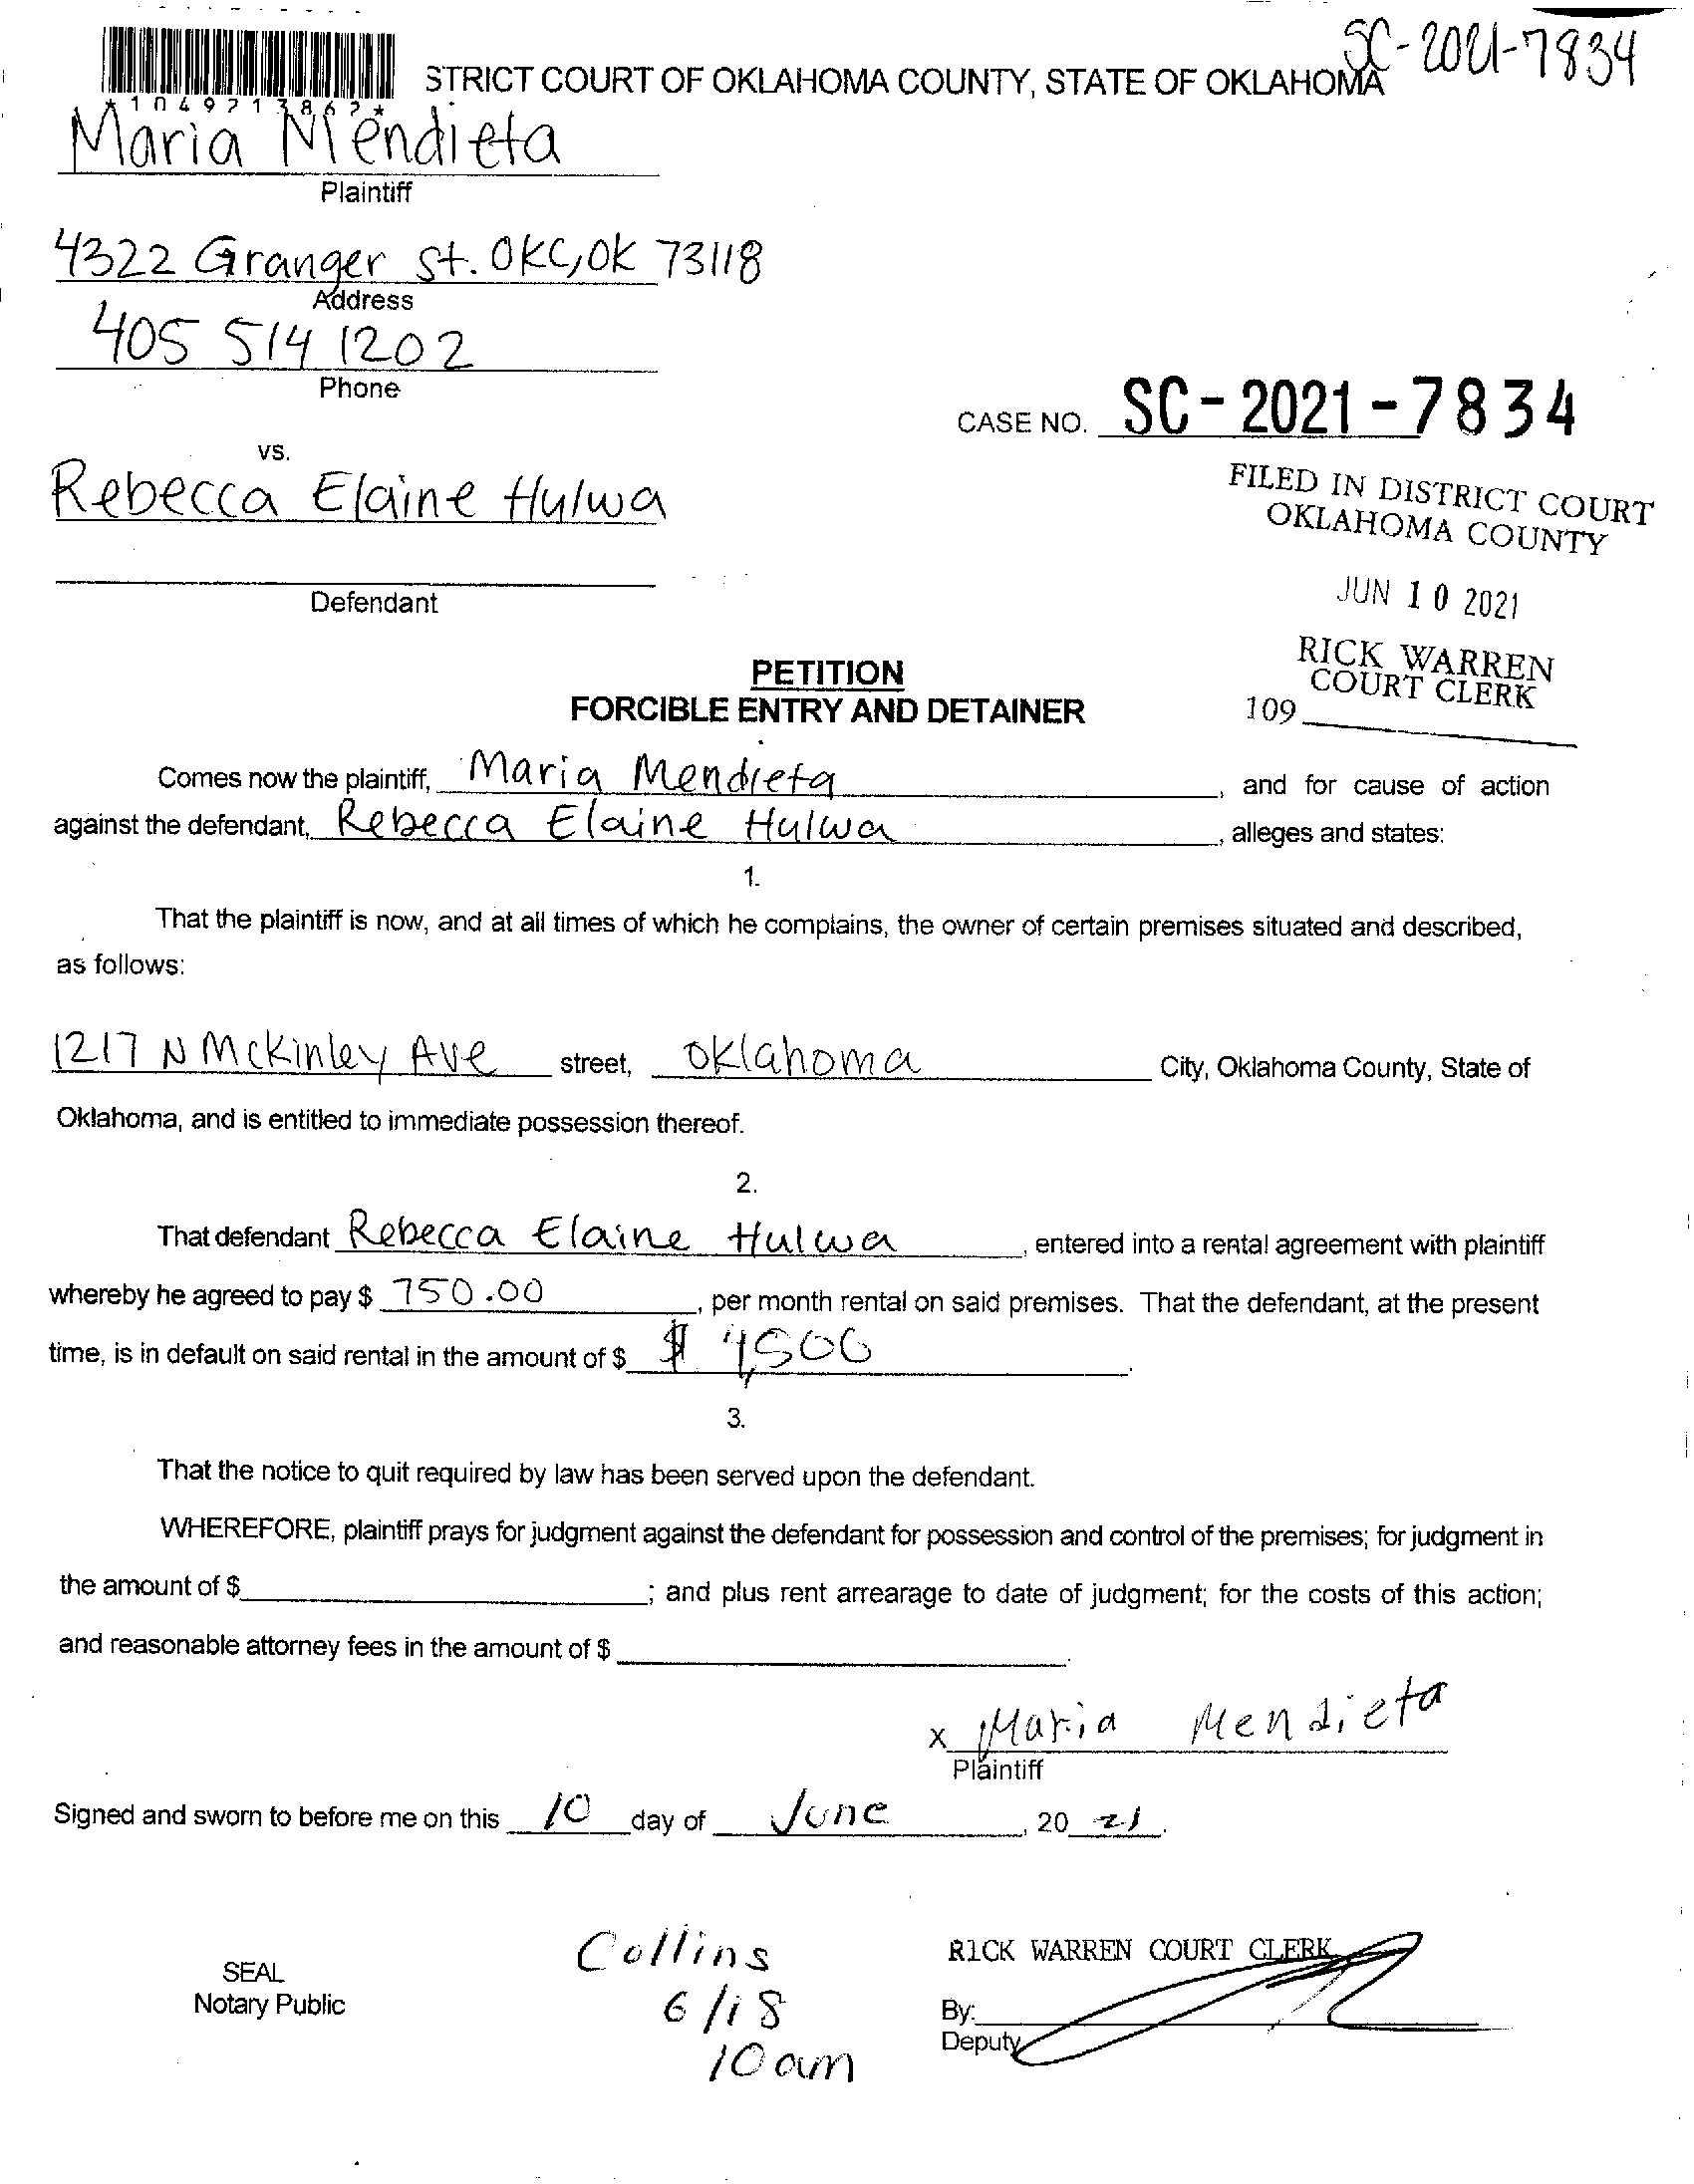 SC-2021-7834
STRICT COURT OF OKLAHOMA COUNTY, STATE OF OKLAHOMA
Maria Mendieta
Plaintiff
4322 Granger St. OKC, OK 73118
Address
405 514 1202
Phone
CASE NO. SC-2021-7834
vs.
Rebecca Elaine Hulwa
Defendant
FILED IN DISTRICT COURT
OKLAHOMA COUNTY
JUN 10 2021
RICK WARREN
COURT CLERK
109
PETITION
FORCIBLE ENTRY AND DETAINER
Comes now the plaintiff, Maria Mendieta, and for cause of action
against the defendant, Rebecca Elaine Hulwa, alleges and states:
1.
That the plaintiff is now, and at all times of which he complains, the owner of certain premises situated and described,
as follows:
1217 N McKinley Ave street, oklahoma City, Oklahoma County, State of
Oklahoma, and is entitled to immediate possession thereof.
2.
That defendant Rebecca Elaine Hulwa, entered into a rental agreement with plaintiff
whereby he agreed to pay $ 750.00, per month rental on said premises. That the defendant, at the present
time, is in default on said rental in the amount of $ $
3.
That the notice to quit required by law has been served upon the defendant.
WHEREFORE, plaintiff prays for judgment against the defendant for possession and control of the premises; for judgment in
the amount of $ ; and plus rent arrearage to date of judgment; for the costs of this action;
and reasonable attorney fees in the amount of $ .
x Maria Mendieta
Plaintiff
Signed and sworn to before me on this 10 day of June, 20 21.
SEAL
Notary Public
Collins
6/18
10 am
RICK WARREN COURT CLERK
By:
Deputy